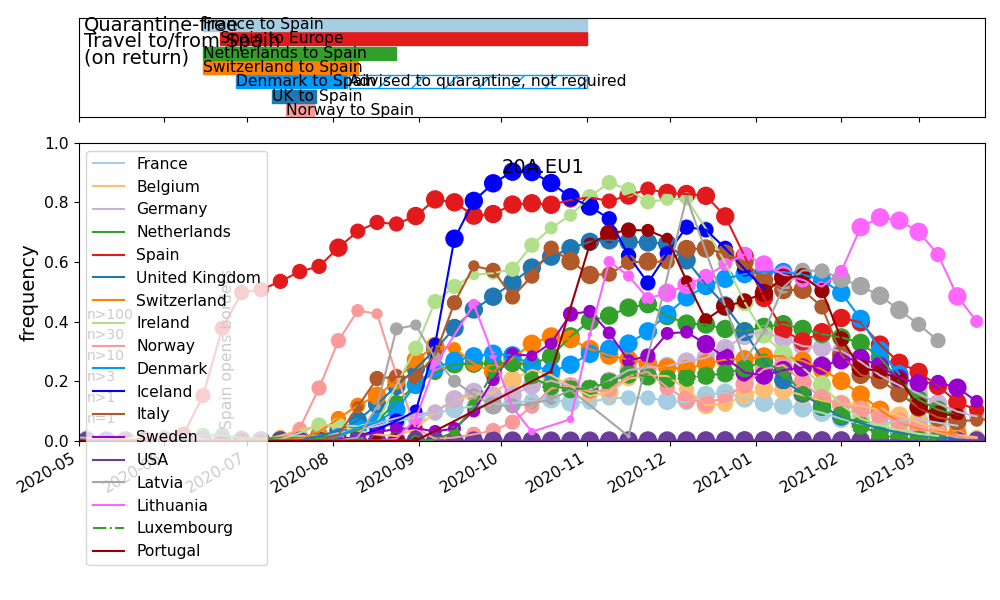 Quarantine-free
Travel to/from Spain
(on return)
France to Spain
Spain to Europe
Netherlands to Spain
Switzerland to Spain
Denmark to Spain
Advised to quarantine, not required
UK to Spain
Norway to Spain
20A.EU1
frequency
1.0
0.8
0.6
0.4
0.2
0.0
France
Belgium
Germany
Netherlands
Spain
United Kingdom
Switzerland
Ireland
Norway
Denmark
Iceland
Italy
Sweden
USA
Latvia
Lithuania
Luxembourg
Portugal
n>100
n>30
n>10
n>3
n>1
n=1
Spain opens borders
2020-05
2020-06
2020-07
2020-08
2020-09
2020-10
2020-11
2020-12
2021-01
2021-02
2021-03